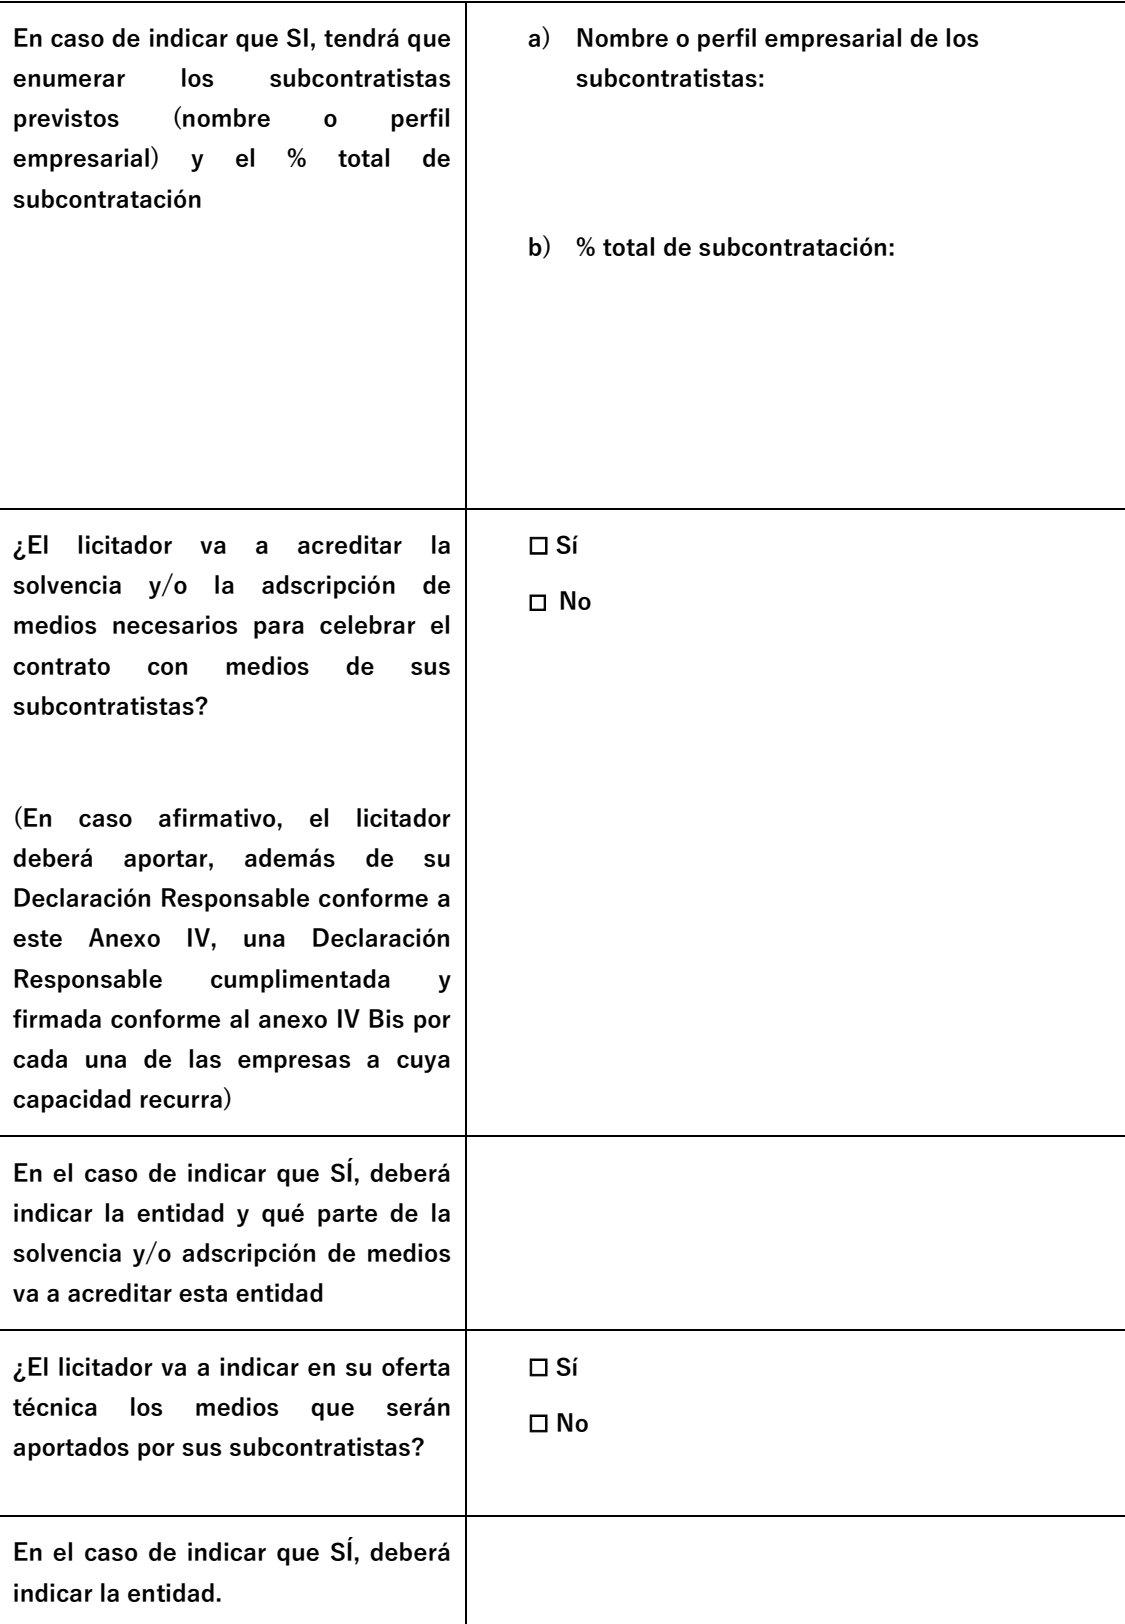 En caso de indicar que SI, tendrá que
enumerar los subcontratistas
previstos (nombre o perfil
empresarial) y el % total de
subcontratación
a) Nombre o perfil empresarial de los
subcontratistas:
b) % total de subcontratación:
¿El licitador va a acreditar la
solvencia y/o la adscripción de
medios necesarios para celebrar el
contrato con medios de sus
subcontratistas?
(En caso afirmativo, el licitador
deberá aportar, además de su
Declaración Responsable conforme a
este Anexo IV, una Declaración
Responsable cumplimentada y
firmada conforme al anexo IV Bis por
cada una de las empresas a cuya
capacidad recurra)
☐ Sí
☐ No
En el caso de indicar que SÍ, deberá
indicar la entidad y qué parte de la
solvencia y/o adscripción de medios
va a acreditar esta entidad
¿El licitador va a indicar en su oferta
técnica los medios que serán
aportados por sus subcontratistas?
☐ Sí
☐ No
En el caso de indicar que SÍ, deberá
indicar la entidad.